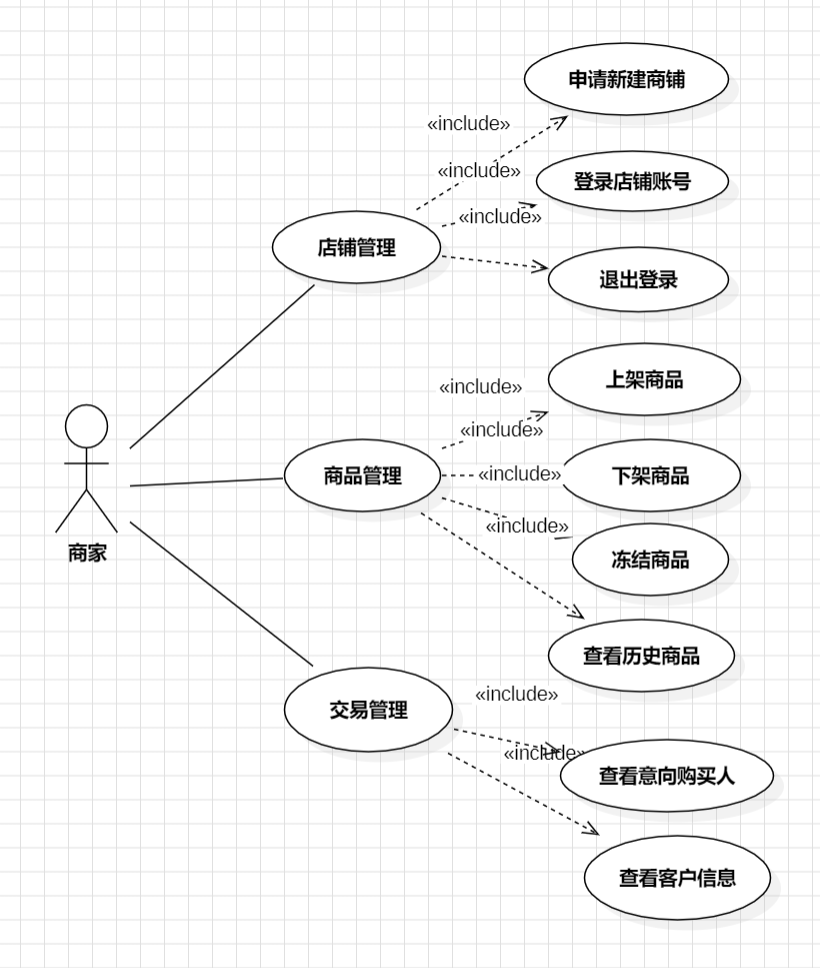 申请新建商铺
«include»
«include»
登录店铺账号
«include»
店铺管理
退出登录
上架商品
«include»
«include»
商品管理
«include»
下架商品
«include»
冻结商品
商家
查看历史商品
«include»
交易管理
«include»
查看意向购买人
查看客户信息